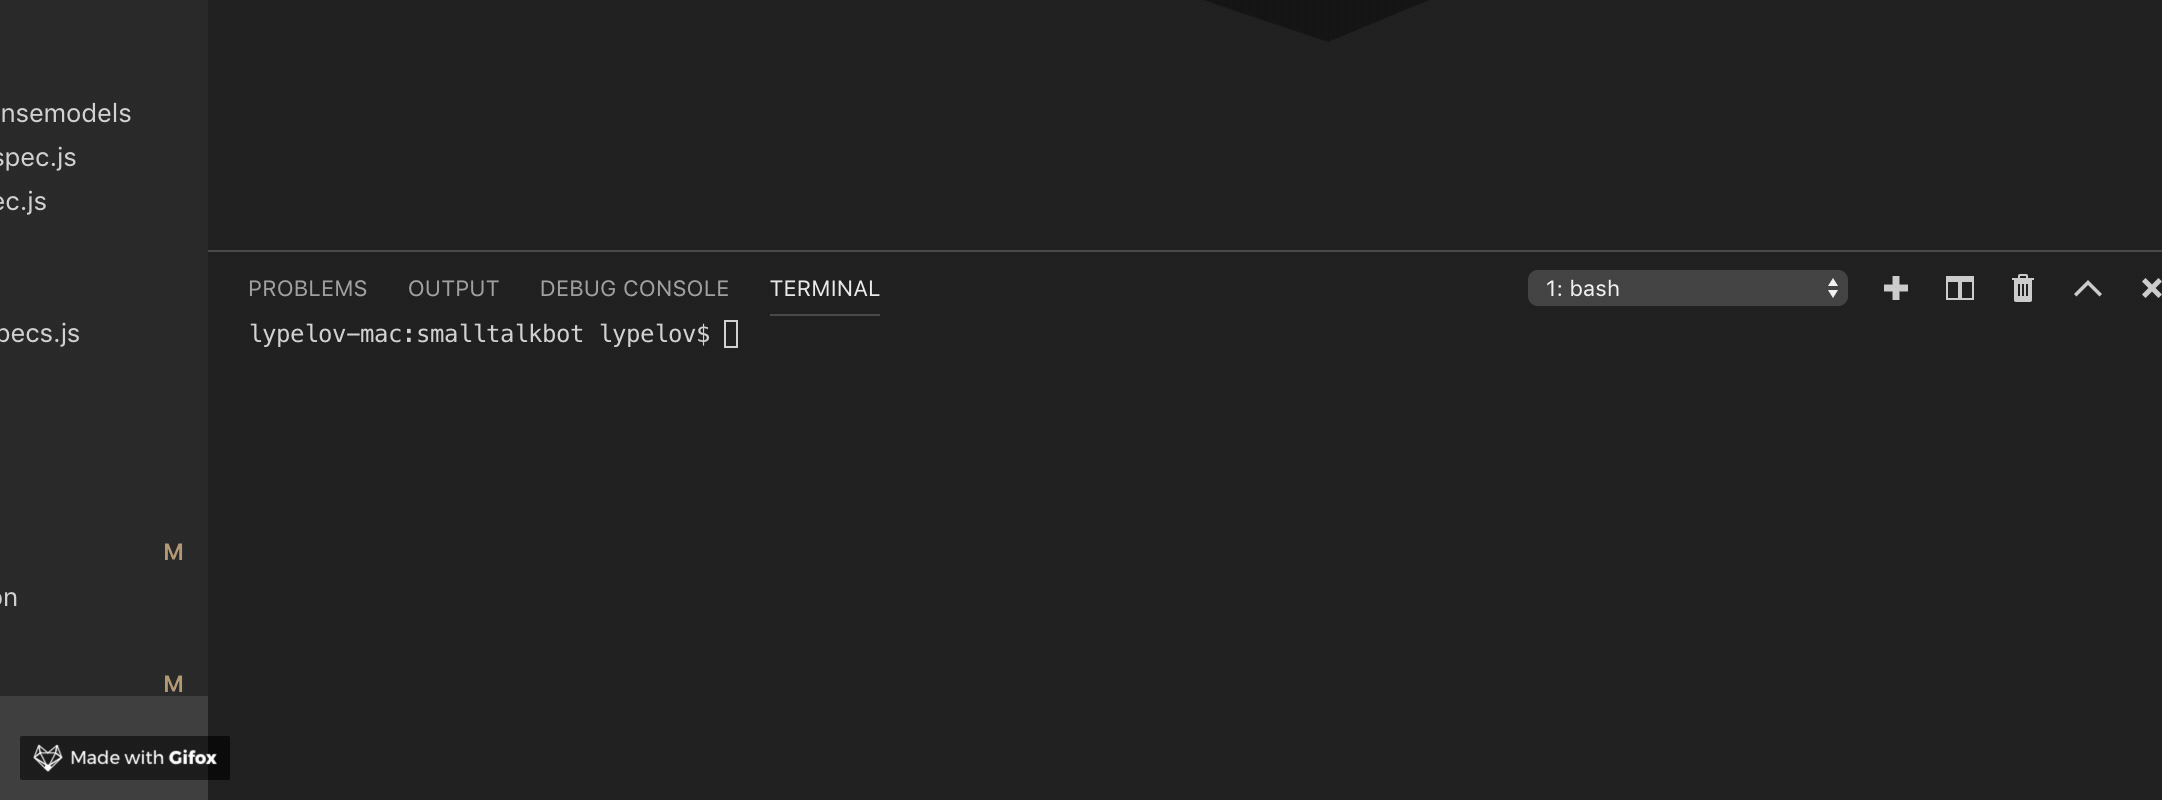 nsemodels
spec.js
ec.js
pecs.js
M
on
M
PROBLEMS OUTPUT DEBUG CONSOLE TERMINAL 1: bash
lypelov-mac:smalltalkbot lypelov$
Made with Gifox